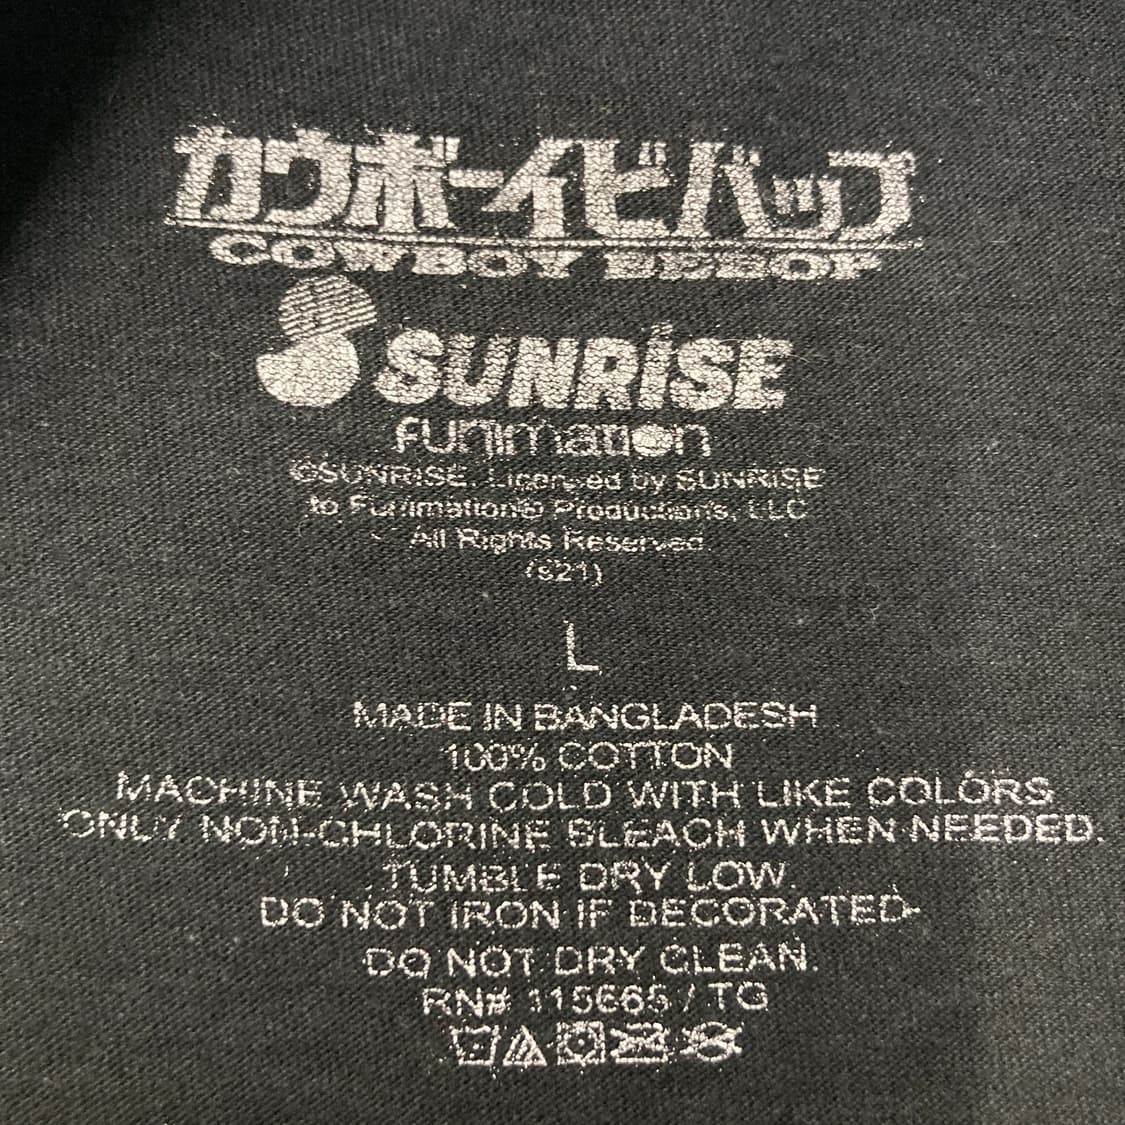 カウボーイビバップ
COWBOY BEBOP
SUNRISE
FUNimation
©SUNRISE. Licensed by SUNRISE
to Funimation® Productions, LLC
All Rights Reserved
(s21)
L
MADE IN BANGLADESH
100% COTTON
MACHINE WASH COLD WITH LIKE COLORS
ONLY NON-CHLORINE BLEACH WHEN NEEDED.
TUMBLE DRY LOW.
DO NOT IRON IF DECORATED.
DO NOT DRY CLEAN.
RN# 115665 / TG